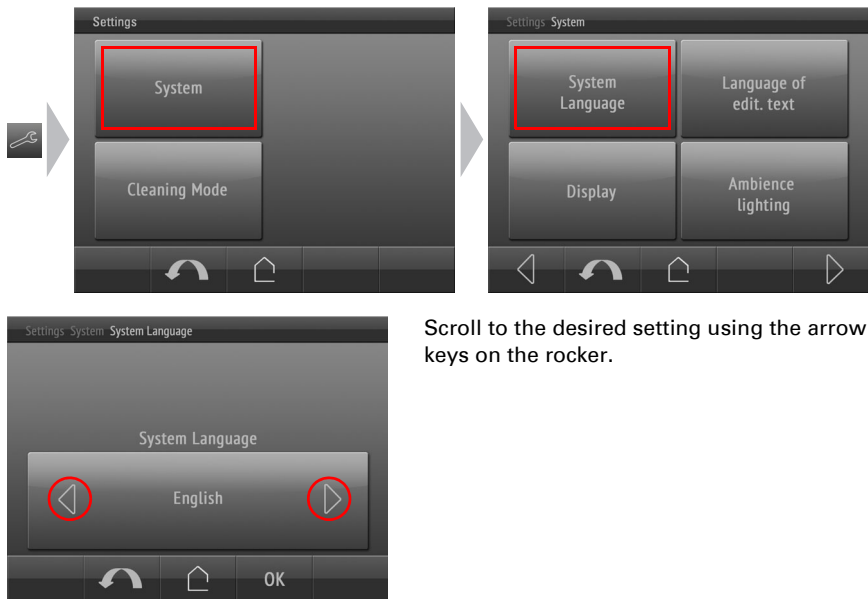 Settings
System
Cleaning Mode
Settings System
System
Language
Language of
edit. text
Display
Ambience
lighting
Settings System System Language
System Language
English
OK
Scroll to the desired setting using the arrow
keys on the rocker.